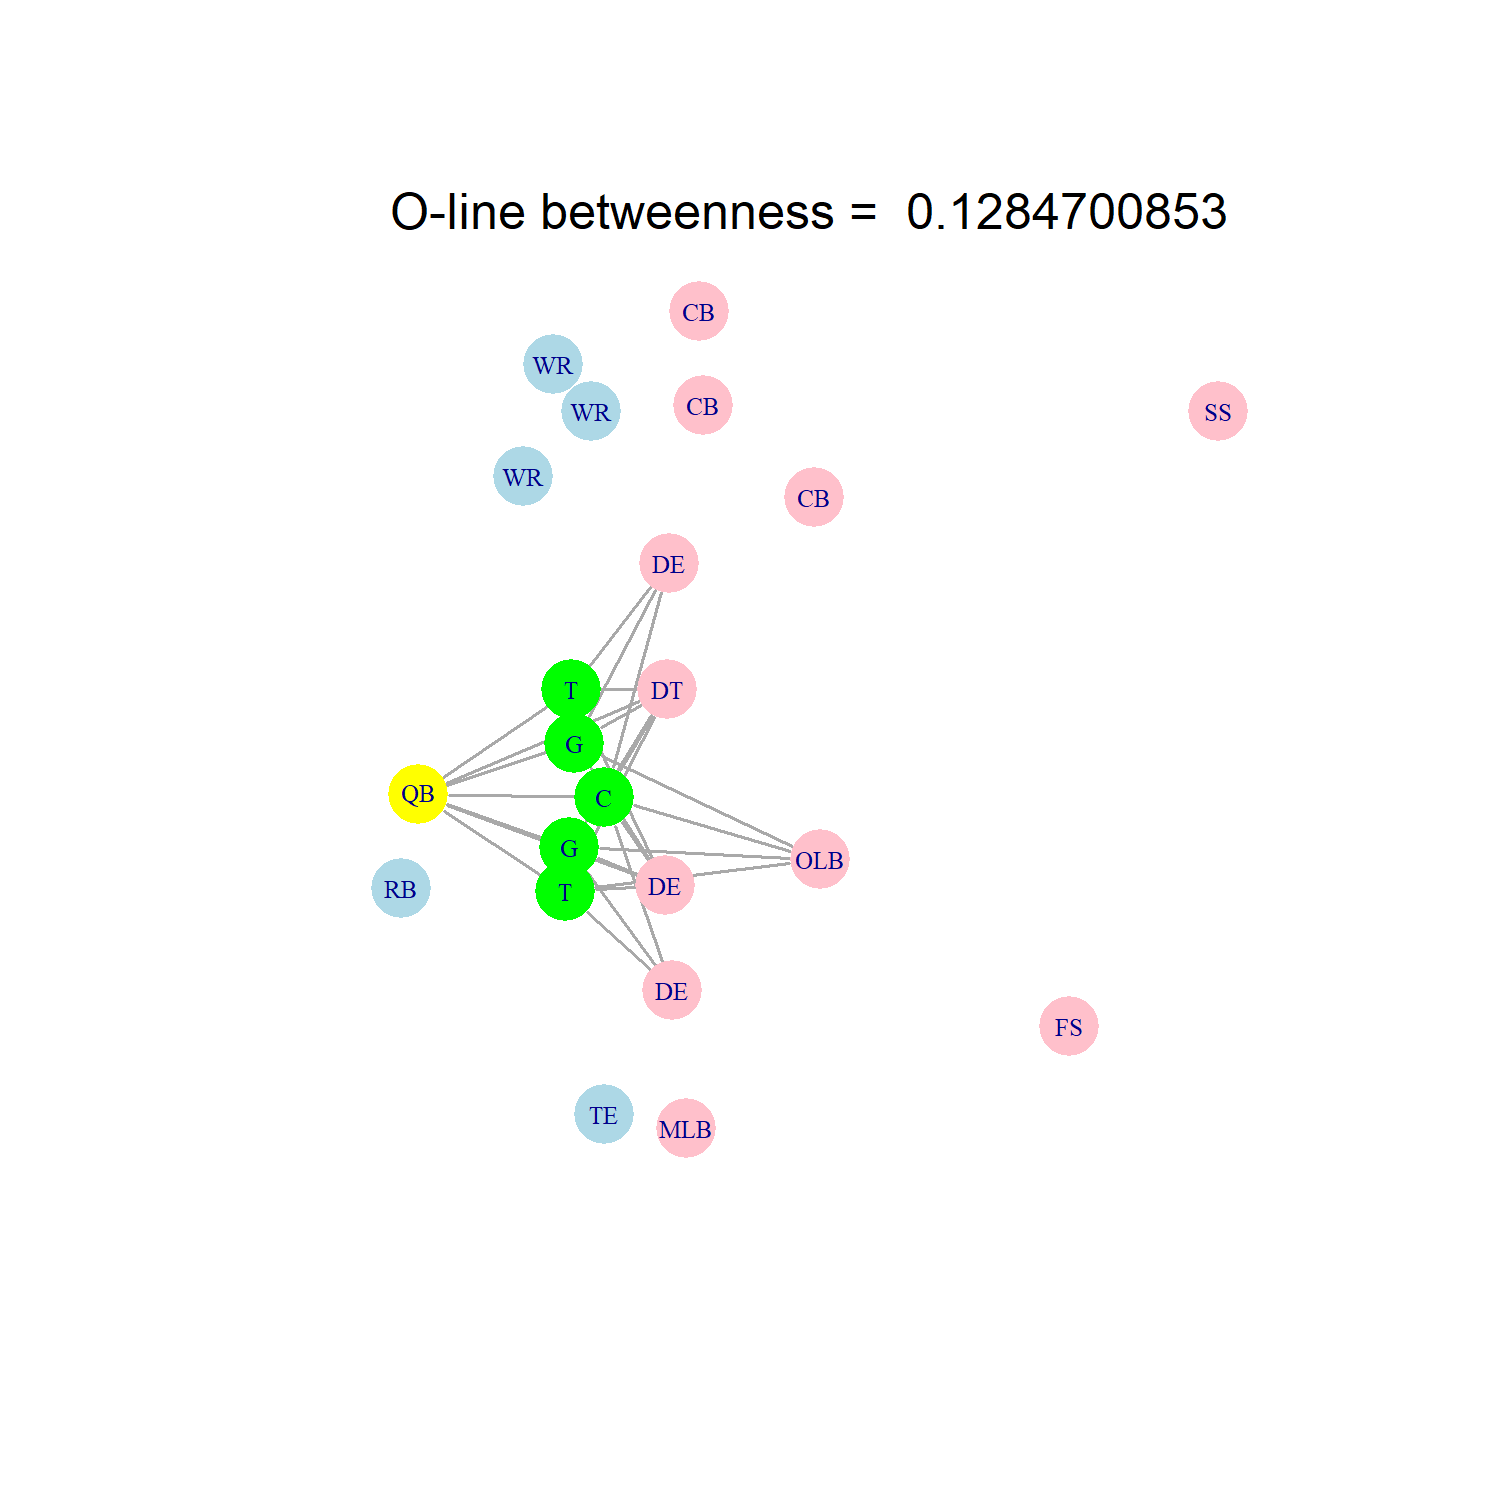 O-line betweenness = 0.1284700853
CB
WR
CB
WR
SS
WR
CB
DE
T
DT
G
QB
C
G
OLB
DE
RB
T
DE
FS
TE
MLB